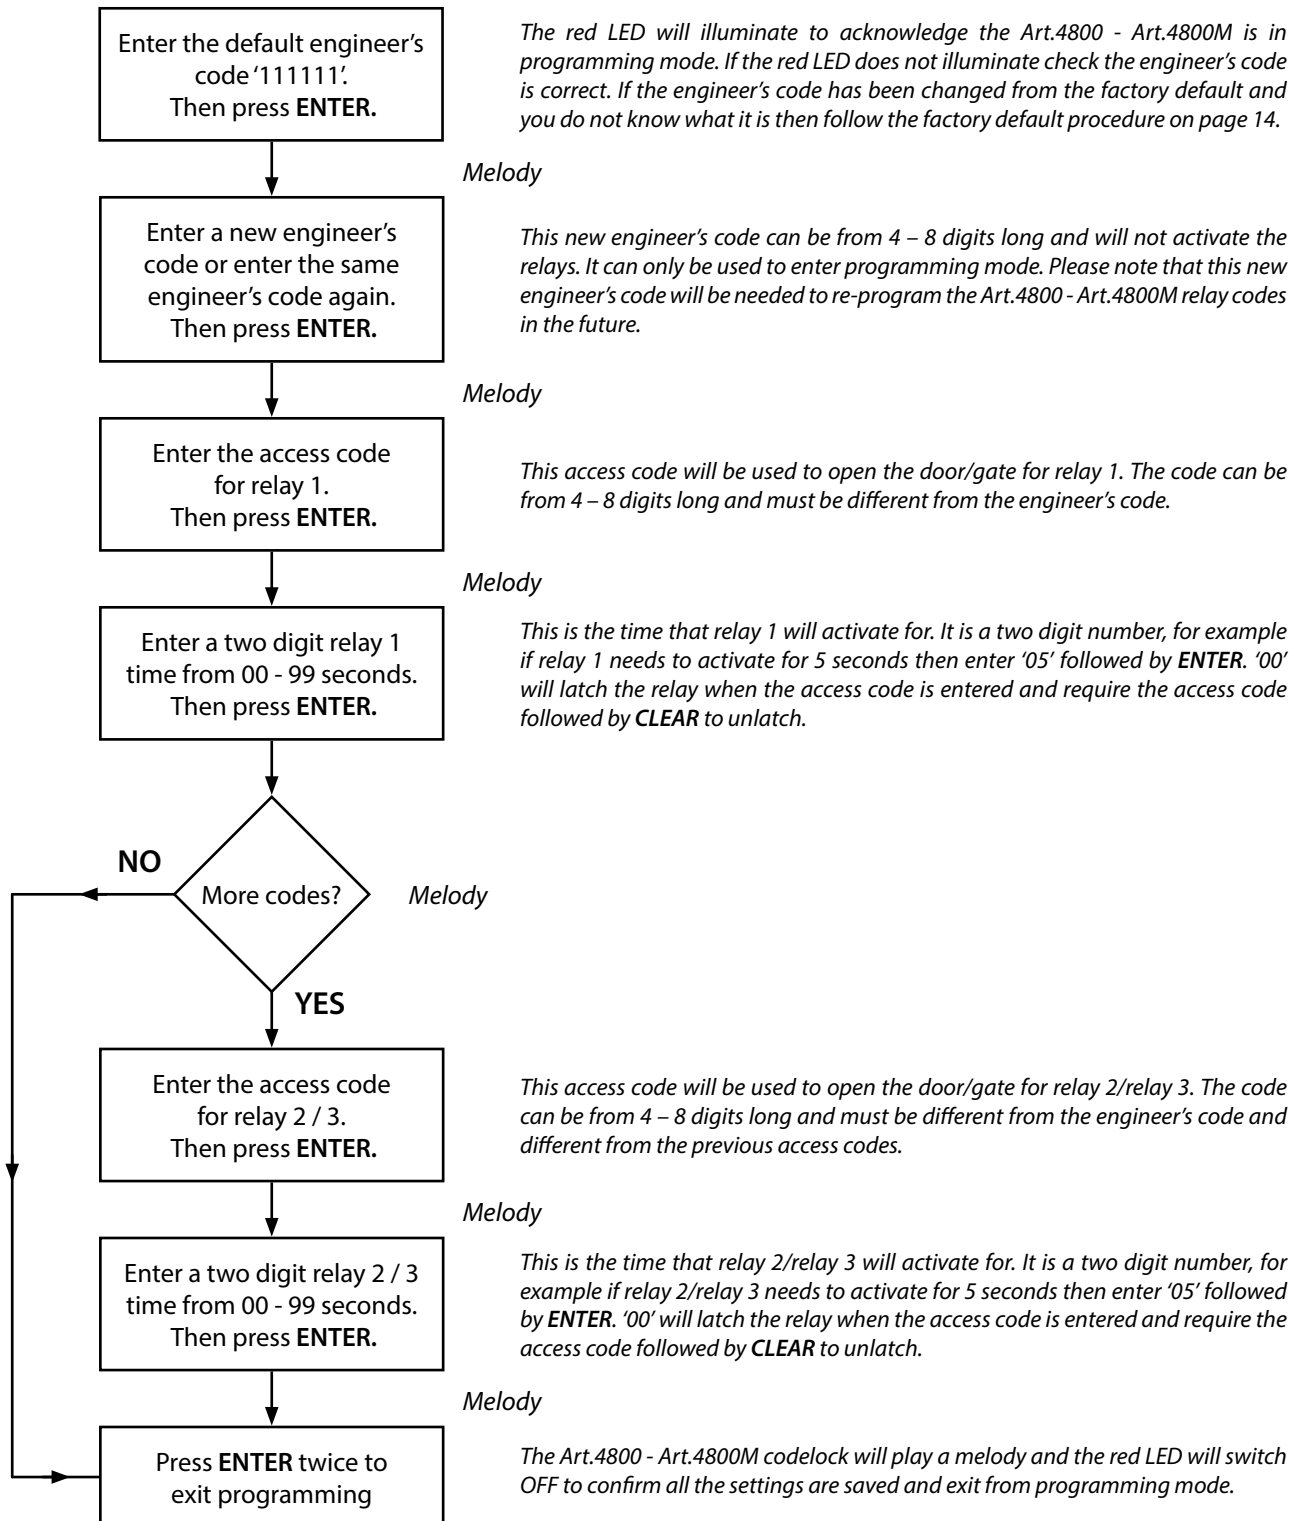 Enter the default engineer’s
code ‘111111’.
Then press ENTER.
The red LED will illuminate to acknowledge the Art.4800 - Art.4800M is in
programming mode. If the red LED does not illuminate check the engineer’s code
is correct. If the engineer’s code has been changed from the factory default and
you do not know what it is then follow the factory default procedure on page 14.
Melody
Enter a new engineer’s
code or enter the same
engineer’s code again.
Then press ENTER.
This new engineer’s code can be from 4 – 8 digits long and will not activate the
relays. It can only be used to enter programming mode. Please note that this new
engineer’s code will be needed to re-program the Art.4800 - Art.4800M relay codes
in the future.
Melody
Enter the access code
for relay 1.
Then press ENTER.
This access code will be used to open the door/gate for relay 1. The code can be
from 4 – 8 digits long and must be different from the engineer’s code.
Melody
Enter a two digit relay 1
time from 00 - 99 seconds.
Then press ENTER.
This is the time that relay 1 will activate for. It is a two digit number, for example
if relay 1 needs to activate for 5 seconds then enter ‘05’ followed by ENTER. ‘00’
will latch the relay when the access code is entered and require the access code
followed by CLEAR to unlatch.
NO
More codes?
Melody
YES
Enter the access code
for relay 2 / 3.
Then press ENTER.
This access code will be used to open the door/gate for relay 2/relay 3. The code
can be from 4 – 8 digits long and must be different from the engineer’s code and
different from the previous access codes.
Melody
Enter a two digit relay 2 / 3
time from 00 - 99 seconds.
Then press ENTER.
This is the time that relay 2/relay 3 will activate for. It is a two digit number, for
example if relay 2/relay 3 needs to activate for 5 seconds then enter ‘05’ followed
by ENTER. ‘00’ will latch the relay when the access code is entered and require the
access code followed by CLEAR to unlatch.
Melody
Press ENTER twice to
exit programming
The Art.4800 - Art.4800M codelock will play a melody and the red LED will switch
OFF to confirm all the settings are saved and exit from programming mode.